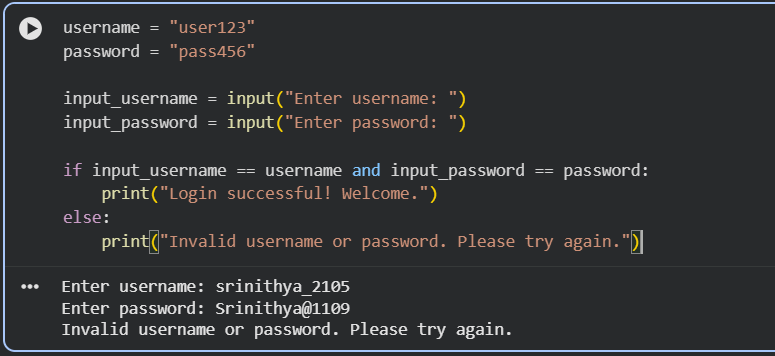 username = "user123"
password = "pass456"
input_username = input("Enter username: ")
input_password = input("Enter password: ")
if input_username == username and input_password == password:
    print("Login successful! Welcome.")
else:
    print("Invalid username or password. Please try again.")
Enter username: srinithya_2105
Enter password: Srinithya@1109
Invalid username or password. Please try again.